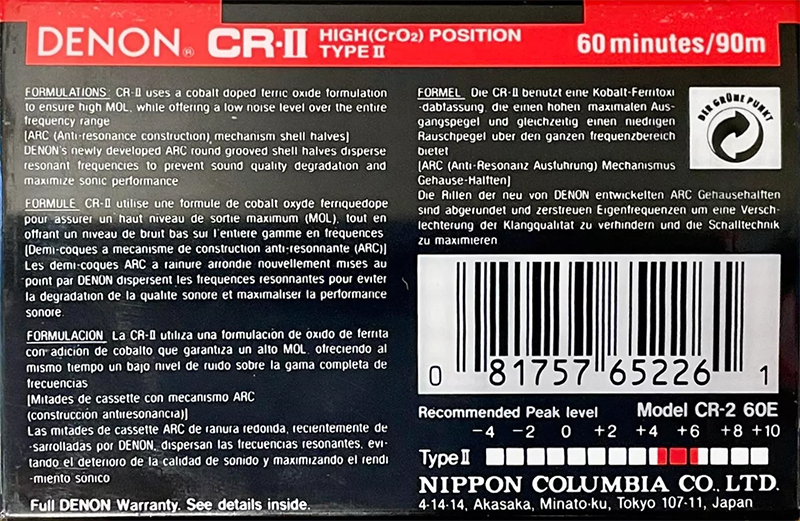 DENON® CR·II HIGH(CrO2) POSITION TYPE II 60 minutes/90m
FORMULATIONS: CR-II uses a cobalt doped ferric oxide formulation
to ensure high MOL, while offering a low noise level over the entire
frequency range
[ARC (Anti-resonance construction) mechanism shell halves]
DENON's newly developed ARC round grooved shell halves disperse
resonant frequencies to prevent sound quality degradation and
maximize sonic performance
FORMULE CR-II utilise une formule de cobalt oxyde ferriquedope
pour assurer un haut niveau de sortie maximum (MOL), tout en
offrant un niveau de bruit bas sur l'entiere gamme en frequences
[Demi-coques a mecanisme de construction anti-resonnante (ARC)]
Les demi-coques ARC a rainure arrondie nouvellement mises au
point par DENON dispersent les frequences resonnantes pour eviter
la degradation de la qualite sonore et maximaliser la performance
sonore.
FORMULACION La CR-II utiliza una formulación de óxido de ferrita
con adición de cobalto que garantiza un alto MOL, ofreciendo al
mismo tiempo un bajo nivel de ruido sobre la gama completa de
frecuencias
[Mitades de cassette con mecanismo ARC
(construcción antiresonancia)]
Las mitades de cassette ARC de ranura redonda, recientemente de-
-sarrolladas por DENON, dispersan las frecuencias resonantes, evi-
tando el deterioro de la calidad de sonido y maximizando el rendi-
-miento sonico
Full DENON Warranty. See details inside.
FORMEL Die CR-II benutzt eine Kobalt-Ferritoxi
-dabfassung, die einen hohen maximalen Aus-
gangspegel und gleichzeitig einen niedrigen
Rauschpegel uber den ganzen frequenzbereich
bietet
[ARC (Anti-Resonanz Ausfuhrung) Mechanismus
Gehause-Halften]
Die Rillen der neu von DENON entwickelten ARC Gehausehalften
sind abgerundet und zerstreuen Eigenfrequenzen um eine Versch-
lechterung der Klangqualitat zu verhindern und die Schalltechnik
zu maximieren
DER GRÜNE PUNKT
0 81757 65226 1
Recommended Peak level Model CR-2 60E
-4 -2 0 +2 +4 +6 +8 +10
Type II
NIPPON COLUMBIA CO., LTD.
4-14-14, Akasaka, Minato-ku, Tokyo 107-11, Japan